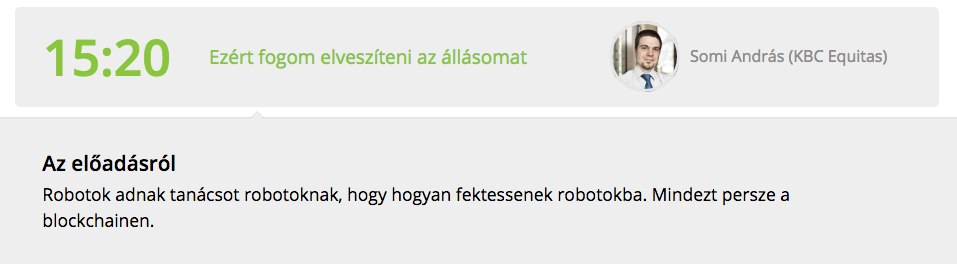 15:20 Ezért fogom elveszíteni az állásomat Somi András (KBC Equitas)
Az előadásról
Robotok adnak tanácsot robotoknak, hogy hogyan fektessenek robotokba. Mindezt persze a
blockchainen.